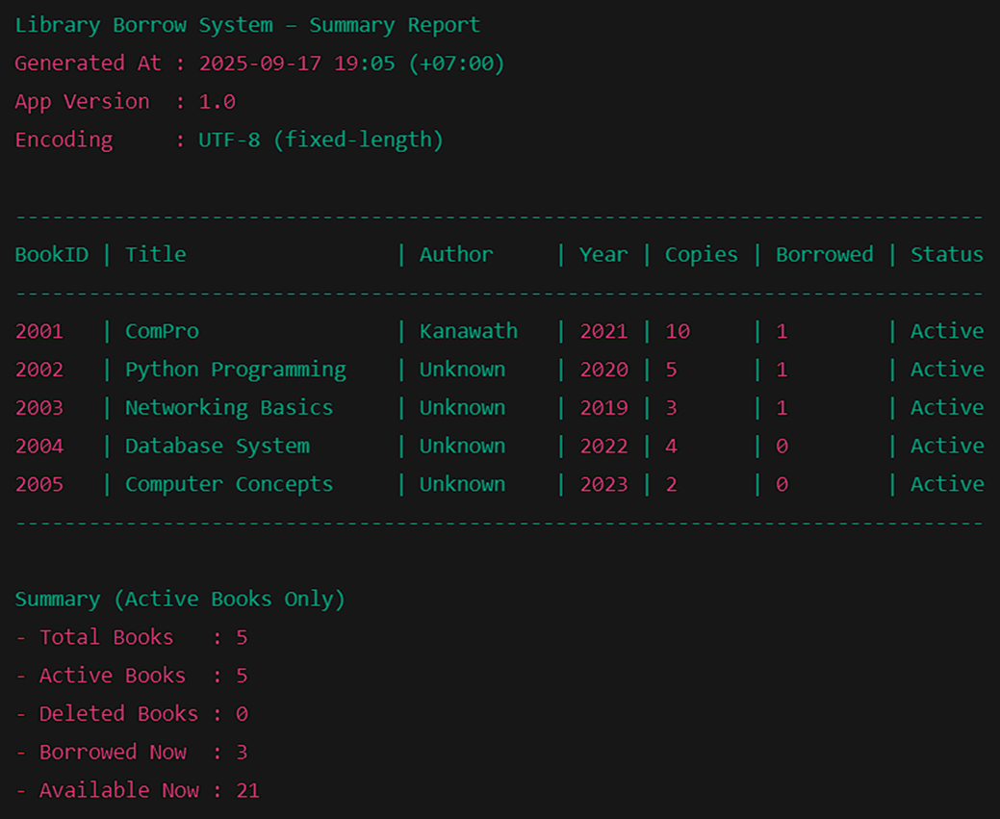 Library Borrow System – Summary Report
Generated At : 2025-09-17 19:05 (+07:00)
App Version  : 1.0
Encoding     : UTF-8 (fixed-length)
-------------------------------------------------------------------------------
BookID | Title                 | Author     | Year | Copies | Borrowed | Status
-------------------------------------------------------------------------------
2001   | ComPro                | Kanawath   | 2021 | 10     | 1        | Active
2002   | Python Programming    | Unknown    | 2020 | 5      | 1        | Active
2003   | Networking Basics     | Unknown    | 2019 | 3      | 1        | Active
2004   | Database System       | Unknown    | 2022 | 4      | 0        | Active
2005   | Computer Concepts     | Unknown    | 2023 | 2      | 0        | Active
-------------------------------------------------------------------------------
Summary (Active Books Only)
- Total Books   : 5
- Active Books  : 5
- Deleted Books : 0
- Borrowed Now  : 3
- Available Now : 21